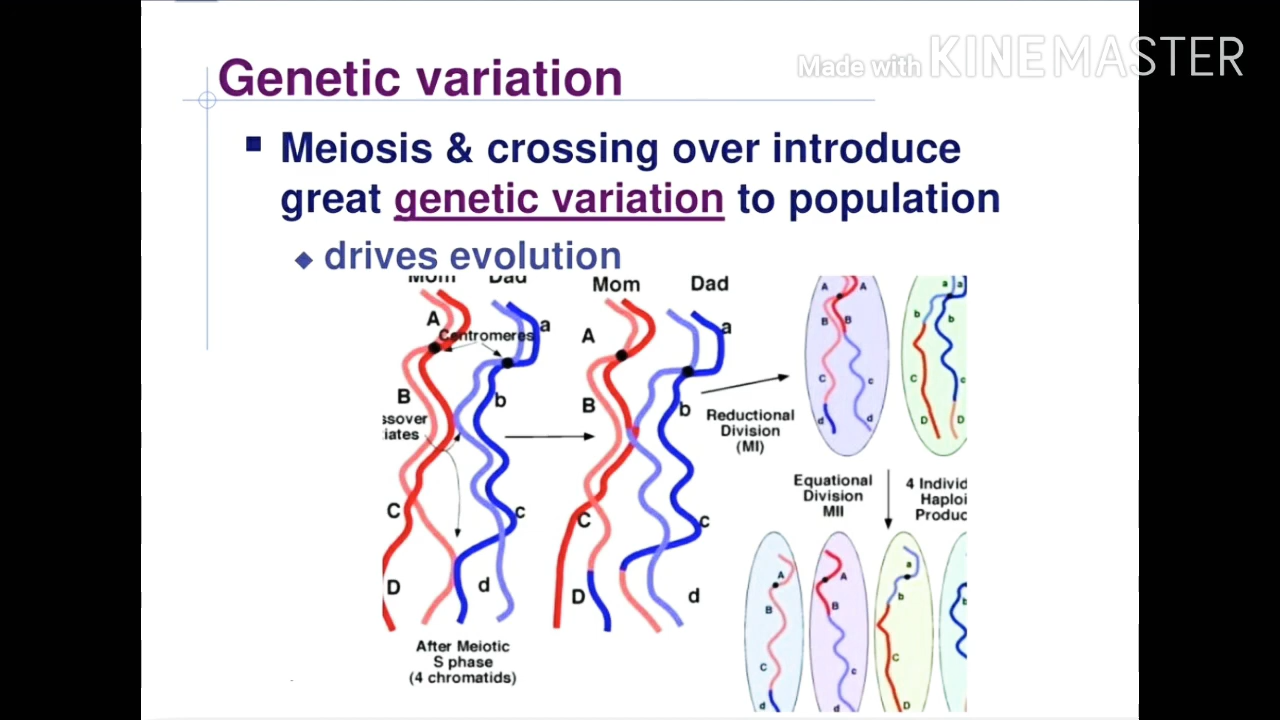 Made with KINEMASTER
Genetic variation
Meiosis & crossing over introduce
great genetic variation to population
drives evolution
Mom Dad
Mom Dad
A
Centromeres
a
B
b
ssover
iates
C
c
D
d
After Meiotic
S phase
(4 chromatids)
A
a
B
b
C
c
D
d
Reductional
Division
(MI)
A A
B B
C c
d d
a a
b b
C c
D D
Equational
Division
MII
4 Individ
Haploi
Produc
A
B
C
d
A
B
c
d
a
b
C
D
b